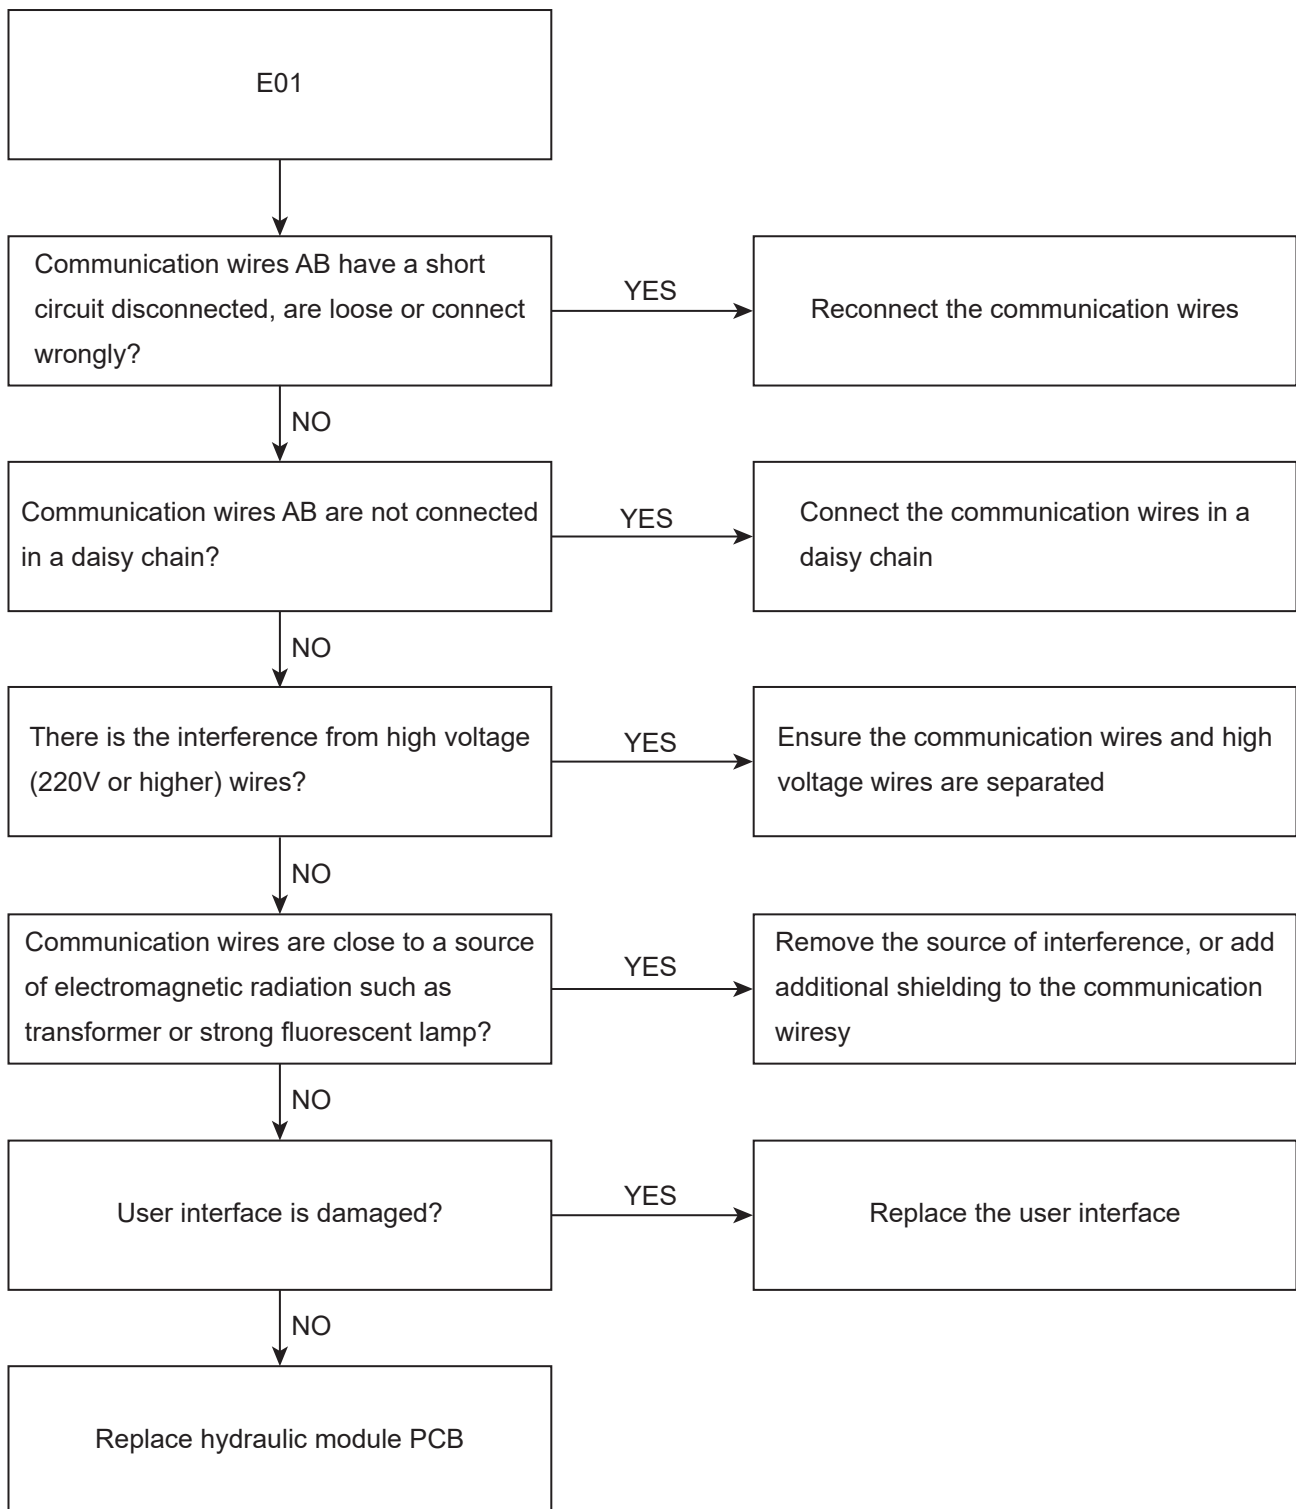 E01
Communication wires AB have a short
circuit disconnected, are loose or connect
wrongly?
YES
Reconnect the communication wires
NO
Communication wires AB are not connected
in a daisy chain?
YES
Connect the communication wires in a
daisy chain
NO
There is the interference from high voltage
(220V or higher) wires?
YES
Ensure the communication wires and high
voltage wires are separated
NO
Communication wires are close to a source
of electromagnetic radiation such as
transformer or strong fluorescent lamp?
YES
Remove the source of interference, or add
additional shielding to the communication
wiresy
NO
User interface is damaged?
YES
Replace the user interface
NO
Replace hydraulic module PCB